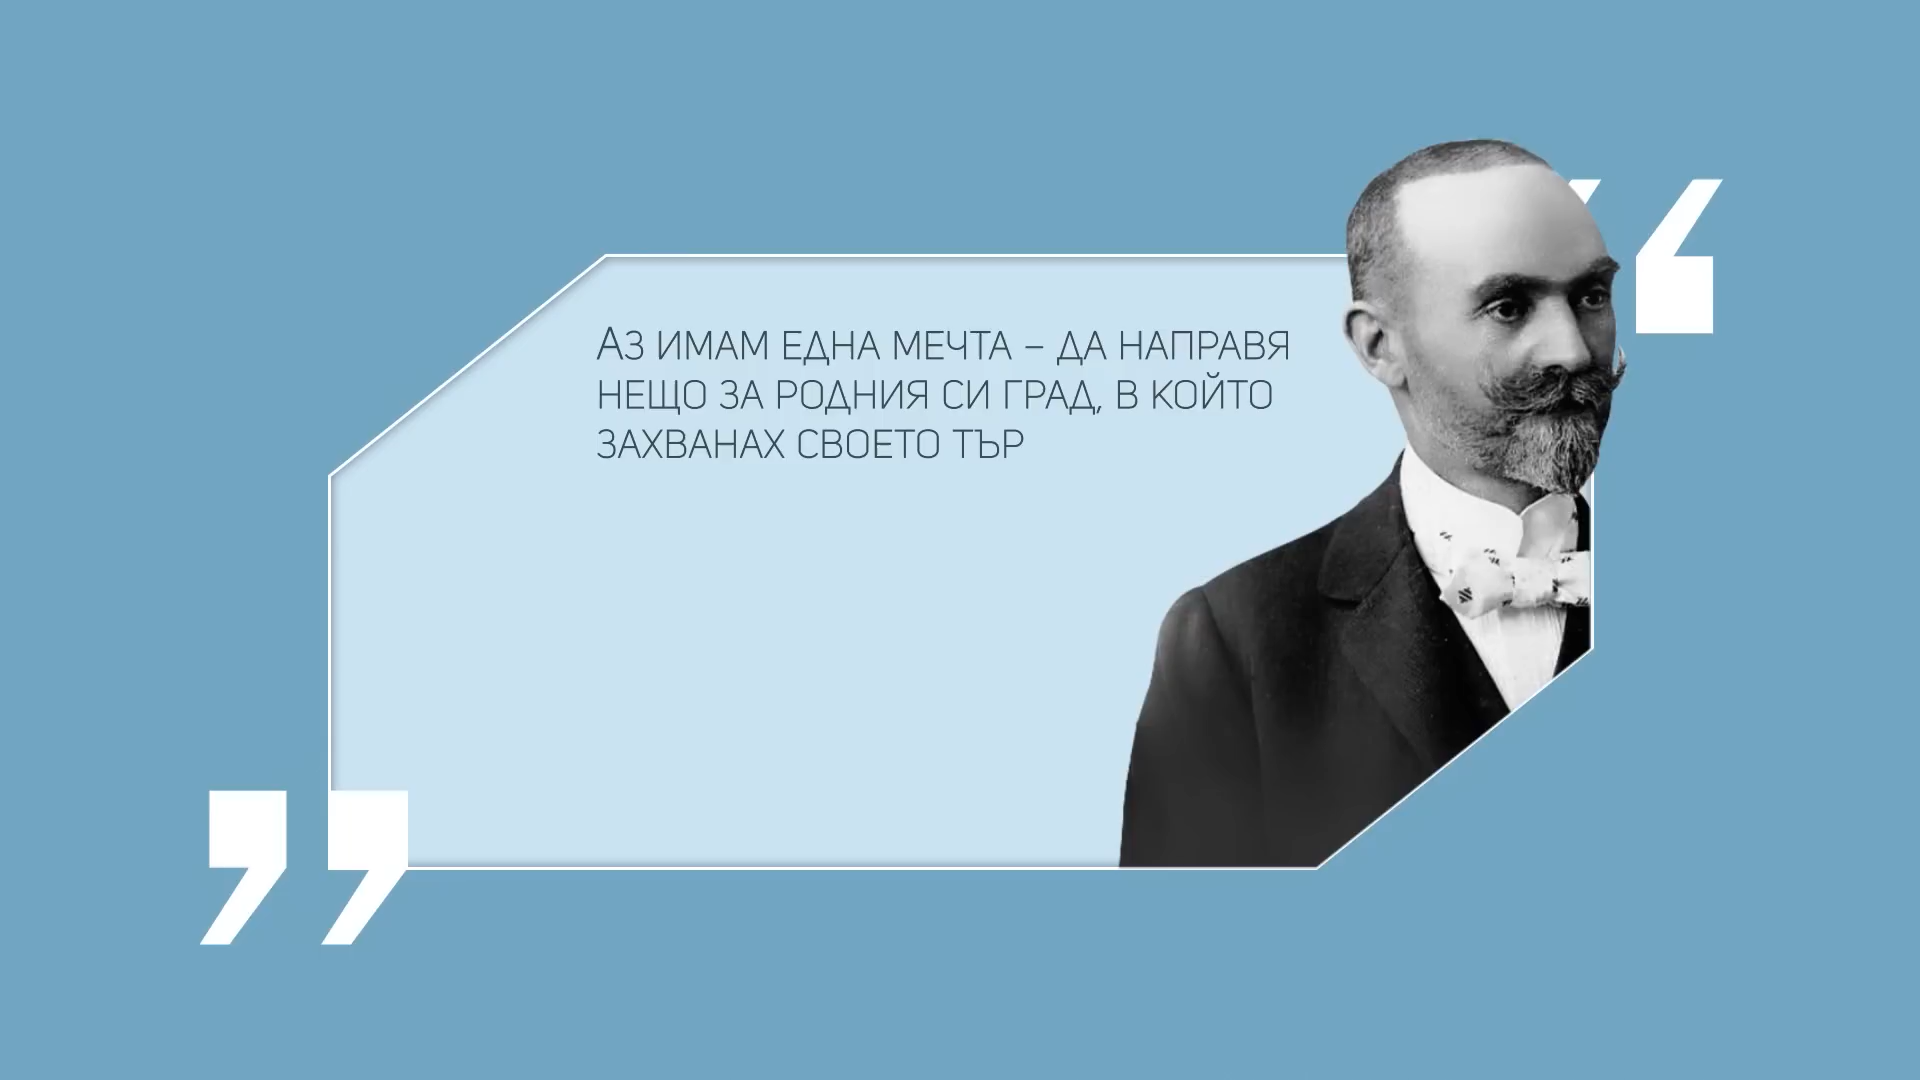 Аз имам една мечта – да направя
нещо за родния си град, в който
захванах своето тър